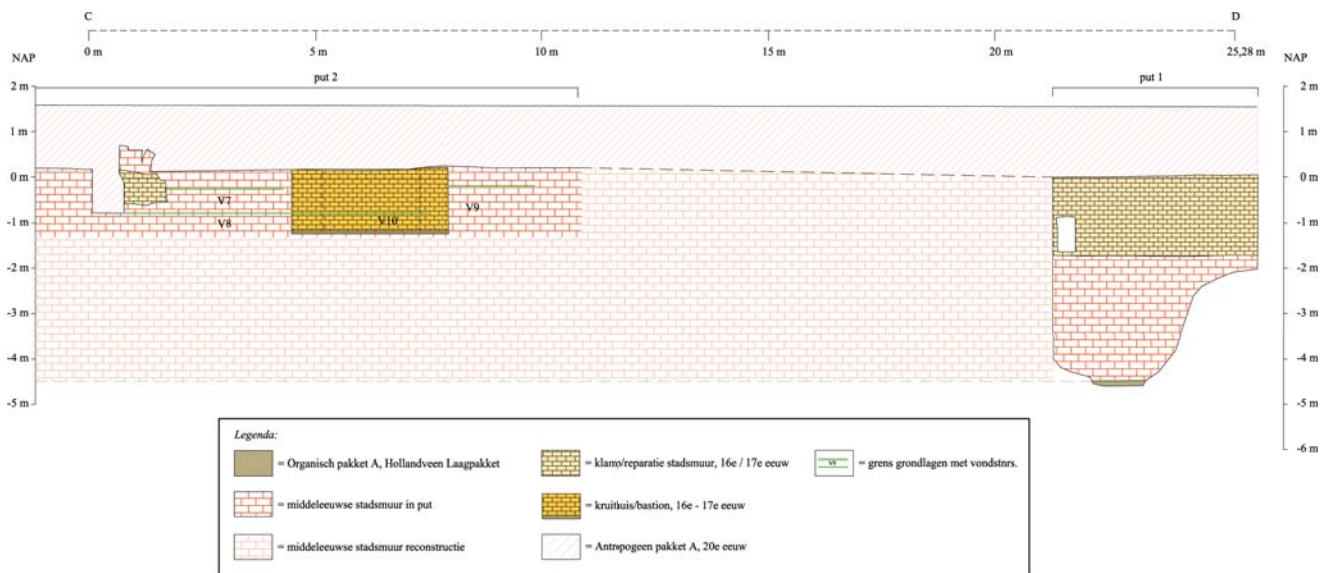 C D
0 m 5 m 10 m 15 m 20 m 25,28 m
NAP NAP
put 2 put 1
2 m 2 m
1 m 1 m
0 m 0 m
-1 m -1 m
-2 m -2 m
-3 m -3 m
-4 m -4 m
-5 m -5 m
-6 m
V7
V8
V10
V9
Legenda:
= Organisch pakket A, Hollandveen Laagpakket
= middeleeuwse stadsmuur in put
= middeleeuwse stadsmuur reconstructie
= klamp/reparatie stadsmuur, 16e / 17e eeuw
= kruithuis/bastion, 16e - 17e eeuw
= Antropogeen pakket A, 20e eeuw
= grens grondlagen met vondstnrs.